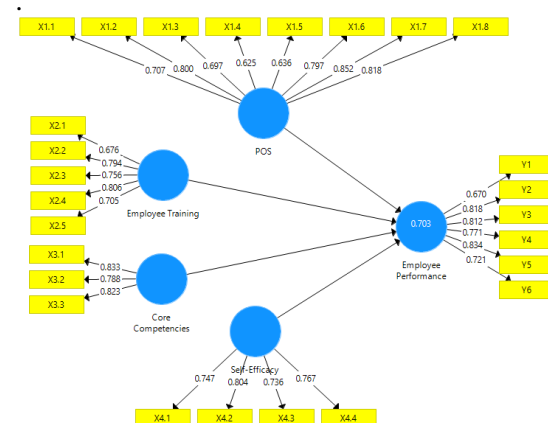 X1.1 X1.2 X1.3 X1.4 X1.5 X1.6 X1.7 X1.8
0.707 0.800 0.697 0.625 0.636 0.797 0.852 0.818
POS
X2.1
X2.2
X2.3
X2.4
X2.5
0.676
0.794
0.756
0.806
0.705
Employee Training
X3.1
X3.2
X3.3
0.833
0.788
0.823
Core
Competencies
Self-Efficacy
0.747 0.804 0.736 0.767
X4.1 X4.2 X4.3 X4.4
0.703
Employee
Performance
0.670
0.818
0.812
0.771
0.834
0.721
Y1
Y2
Y3
Y4
Y5
Y6